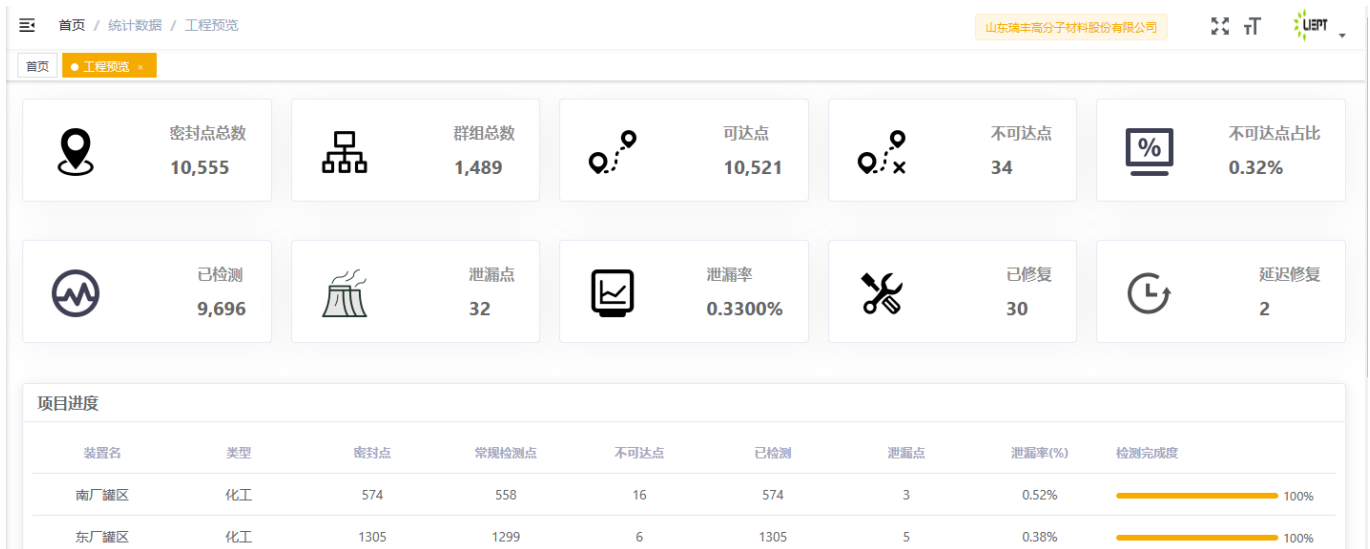 首页 / 统计数据 / 工程预览
山东瑞丰高分子材料股份有限公司
TT
LIEPT
首页
工程预览 ×
密封点总数
10,555
群组总数
1,489
可达点
10,521
不可达点
34
%
不可达点占比
0.32%
已检测
9,696
泄漏点
32
泄漏率
0.3300%
已修复
30
延迟修复
2
项目进度
装置名 类型 密封点 常规检测点 不可达点 已检测 泄漏点 泄漏率(%) 检测完成度
南厂罐区 化工 574 558 16 574 3 0.52% 100%
东厂罐区 化工 1305 1299 6 1305 5 0.38% 100%